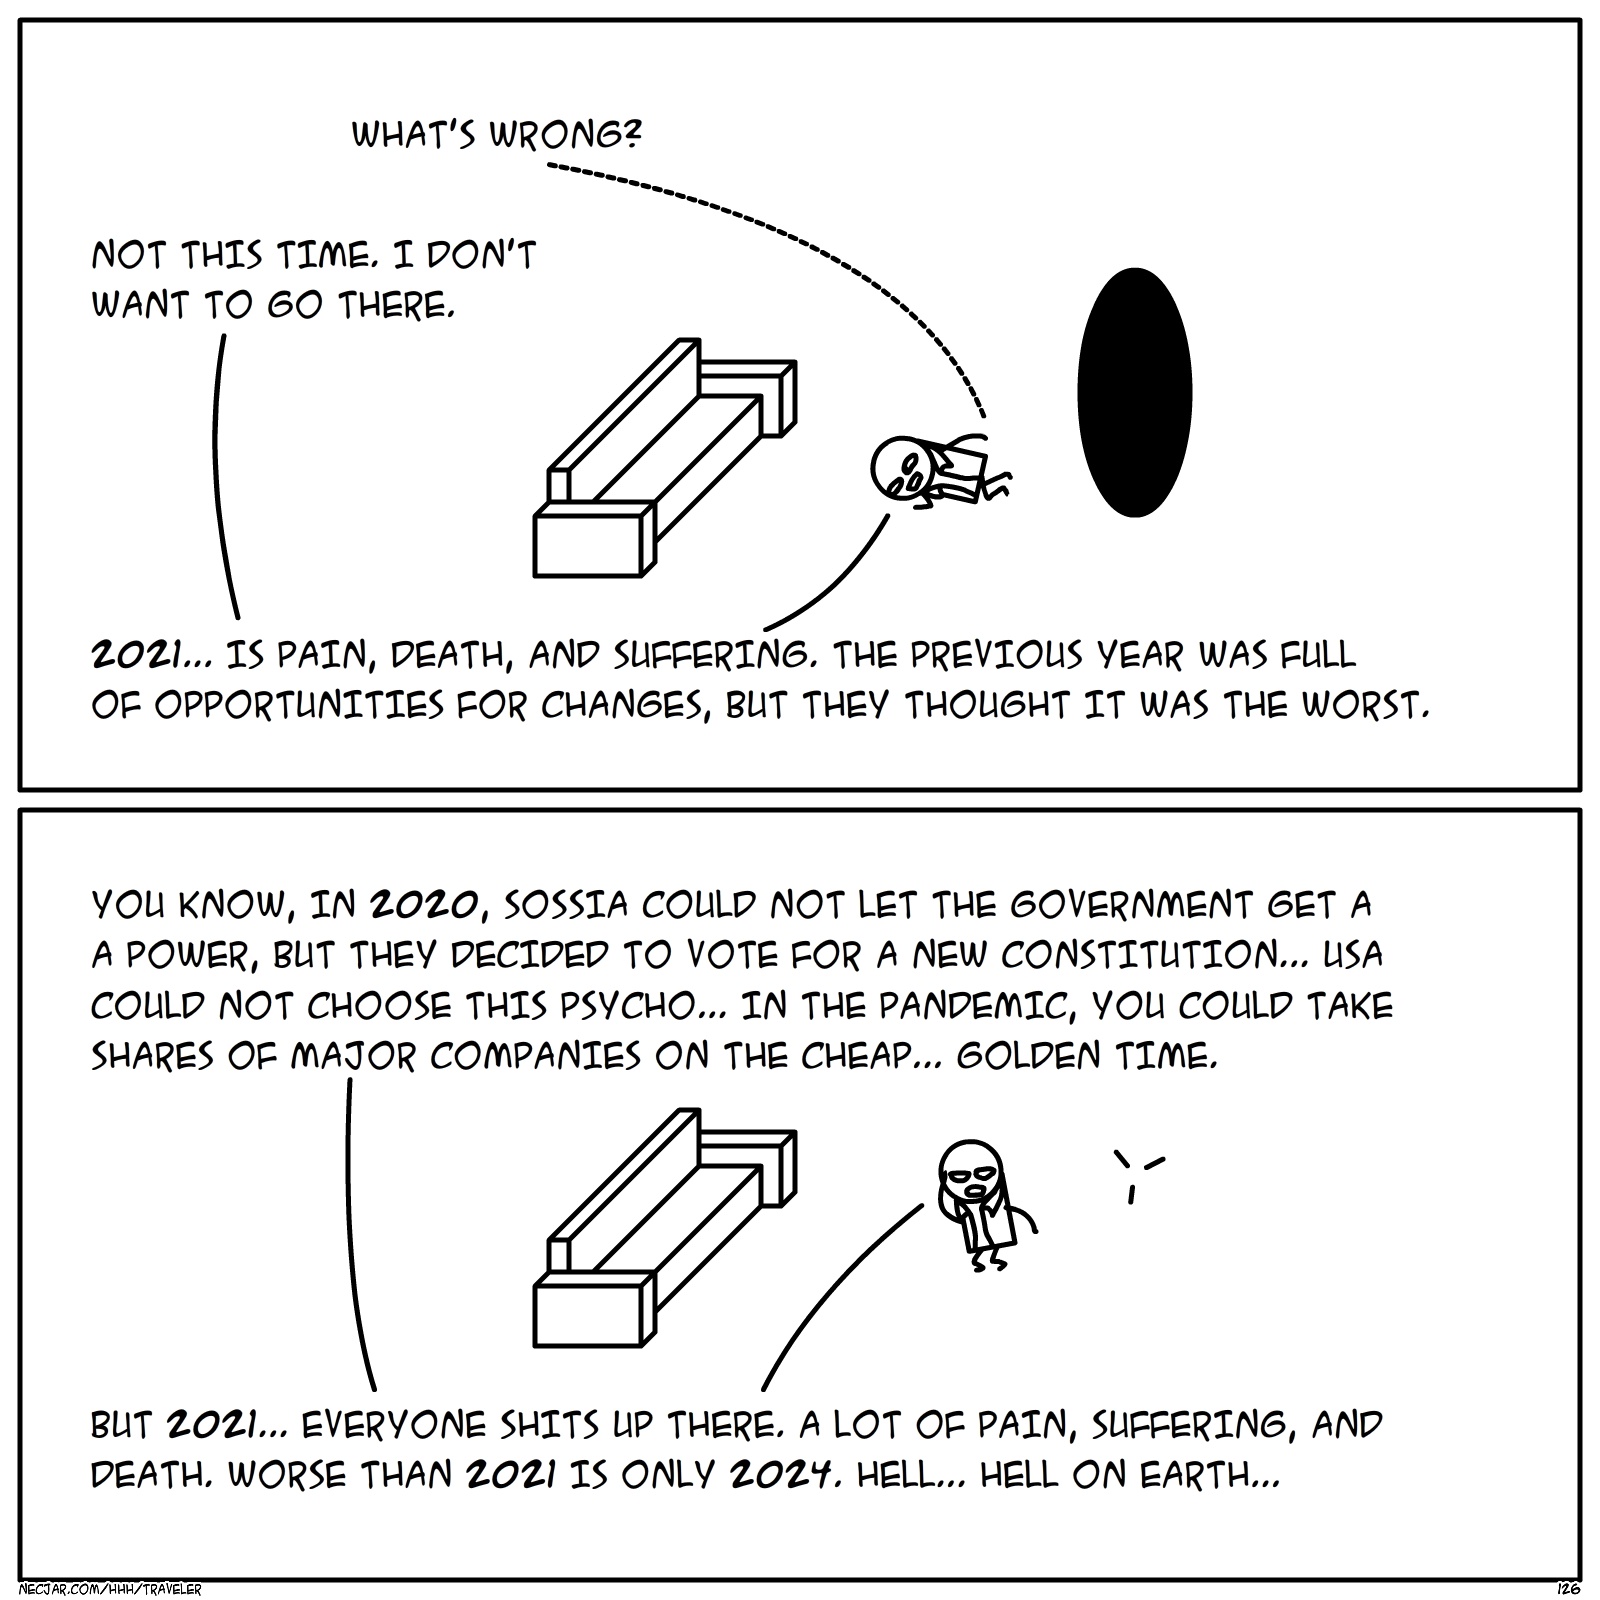 WHAT'S WRONG?
NOT THIS TIME. I DON'T
WANT TO GO THERE.
2021... IS PAIN, DEATH, AND SUFFERING. THE PREVIOUS YEAR WAS FULL
OF OPPORTUNITIES FOR CHANGES, BUT THEY THOUGHT IT WAS THE WORST.
YOU KNOW, IN 2020, SOSSIA COULD NOT LET THE GOVERNMENT GET A
A POWER, BUT THEY DECIDED TO VOTE FOR A NEW CONSTITUTION... USA
COULD NOT CHOOSE THIS PSYCHO... IN THE PANDEMIC, YOU COULD TAKE
SHARES OF MAJOR COMPANIES ON THE CHEAP... GOLDEN TIME.
BUT 2021... EVERYONE SHITS UP THERE. A LOT OF PAIN, SUFFERING, AND
DEATH. WORSE THAN 2021 IS ONLY 2024. HELL... HELL ON EARTH...
NECJAR.COM/HHH/TRAVELER
126